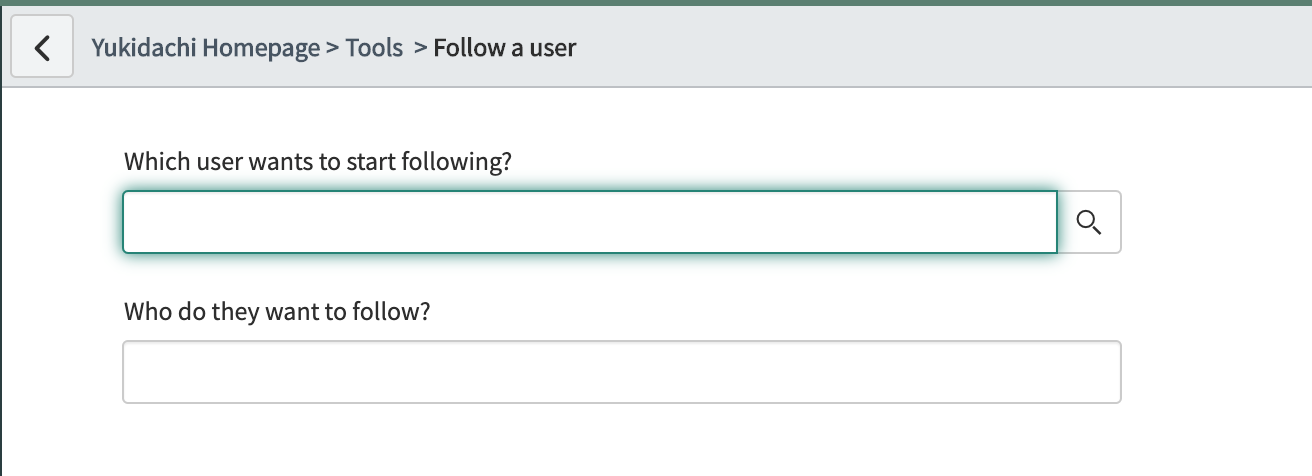 Yukidachi Homepage > Tools > Follow a user
Which user wants to start following?
Who do they want to follow?